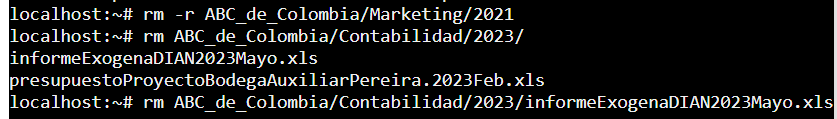 localhost:~# rm -r ABC_de_Colombia/Marketing/2021
localhost:~# rm ABC_de_Colombia/Contabilidad/2023/
informeExogenaDIAN2023Mayo.xls
presupuestoProyectoBodegaAuxiliarPereira.2023Feb.xls
localhost:~# rm ABC_de_Colombia/Contabilidad/2023/informeExogenaDIAN2023Mayo.xls